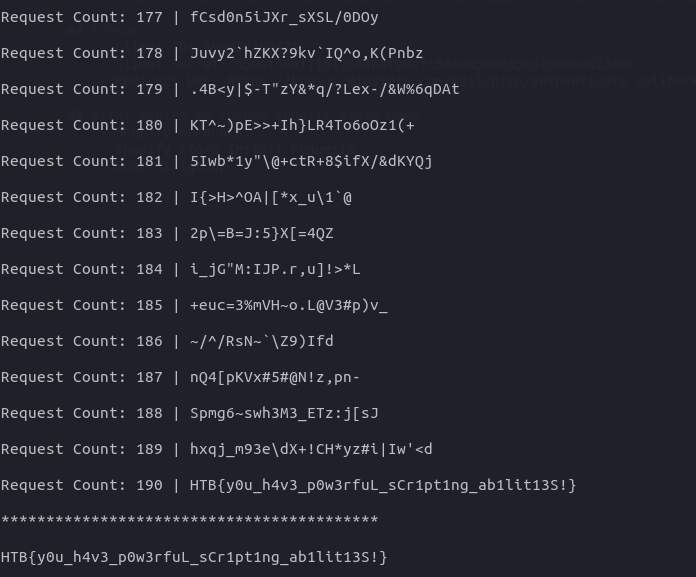 Request Count: 177 | fCsd0n5iJXr_sXSL/0DOy
Request Count: 178 | Juvy2`hZKX?9kv`IQ^o,K(Pnbz
Request Count: 179 | .4B<y|$-T"zY&*q/?Lex-/&W%6qDAt
Request Count: 180 | KT^~)pE>>+Ih}LR4To6oOz1(+
Request Count: 181 | 5Iwb*1y"\@+ctR+8$ifX/&dKYQj
Request Count: 182 | I{>H>^OA|[*x_u\1`@
Request Count: 183 | 2p\=B=J:5}X[=4QZ
Request Count: 184 | i_jG"M:IJP.r,u]!>*L
Request Count: 185 | +euc=3%mVH~o.L@V3#p)v_
Request Count: 186 | ~/^/RsN~`\Z9)Ifd
Request Count: 187 | nQ4[pKVx#5#@N!z,pn-
Request Count: 188 | Spmg6~swh3M3_ETz:j[sJ
Request Count: 189 | hxqj_m93e\dX+!CH*yz#i|Iw'<d
Request Count: 190 | HTB{y0u_h4v3_p0w3rfuL_sCr1pt1ng_ab1lit13S!}
******************************************
HTB{y0u_h4v3_p0w3rfuL_sCr1pt1ng_ab1lit13S!}